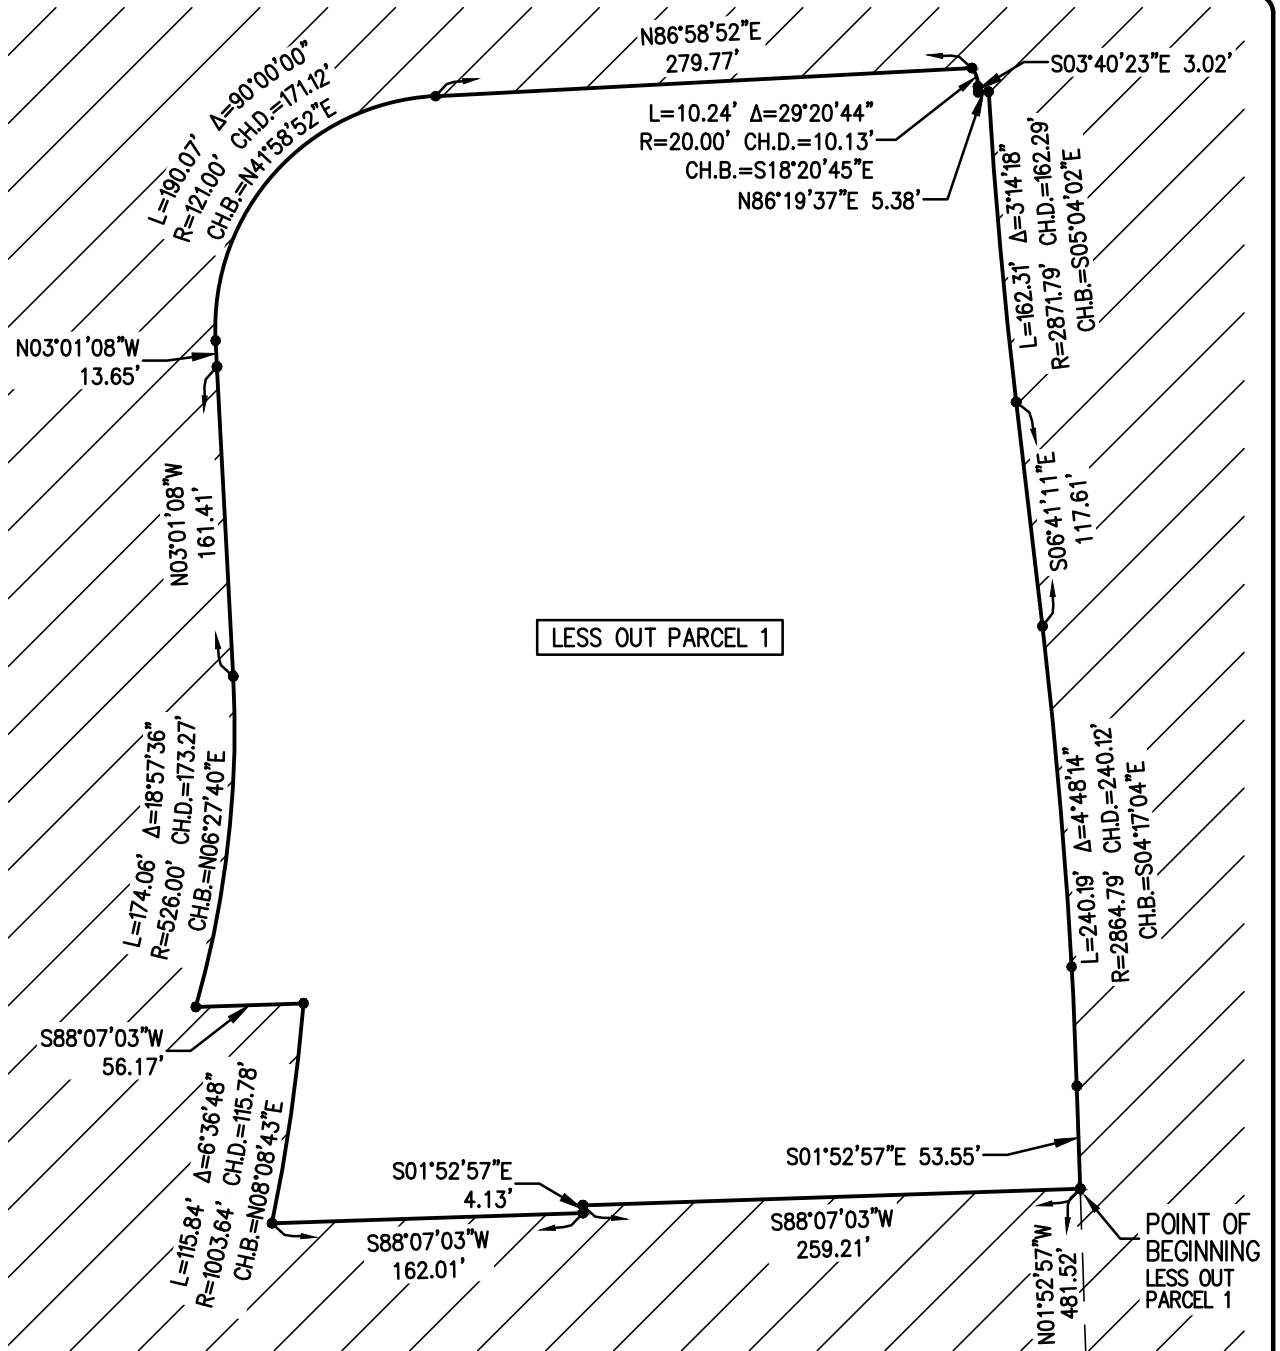 N86°58'52"E
279.77'
S03°40'23"E 3.02'
L=10.24' Δ=29°20'44"
R=20.00' CH.D.=10.13'
CH.B.=S18°20'45"E
N86°19'37"E 5.38'
L=190.07' Δ=90°00'00"
R=121.00' CH.D.=171.12'
CH.B.=N41°58'52"E
L=162.31' Δ=3°14'18"
R=2871.79' CH.D.=162.29'
CH.B.=S05°04'02"E
N03°01'08"W
13.65'
N03°01'08"W
161.41'
S06°41'11"E
117.61'
LESS OUT PARCEL 1
L=174.06' Δ=18°57'36"
R=526.00' CH.D.=173.27'
CH.B.=N06°27'40"E
L=240.19' Δ=4°48'14"
R=2864.79' CH.D.=240.12'
CH.B.=S04°17'04"E
S88°07'03"W
56.17'
L=115.84' Δ=6°36'48"
R=1003.64' CH.D.=115.78'
CH.B.=N08°08'43"E
S01°52'57"E
4.13'
S01°52'57"E 53.55'
S88°07'03"W
162.01'
S88°07'03"W
259.21'
N01°52'57"W
481.52'
POINT OF
BEGINNING
LESS OUT
PARCEL 1